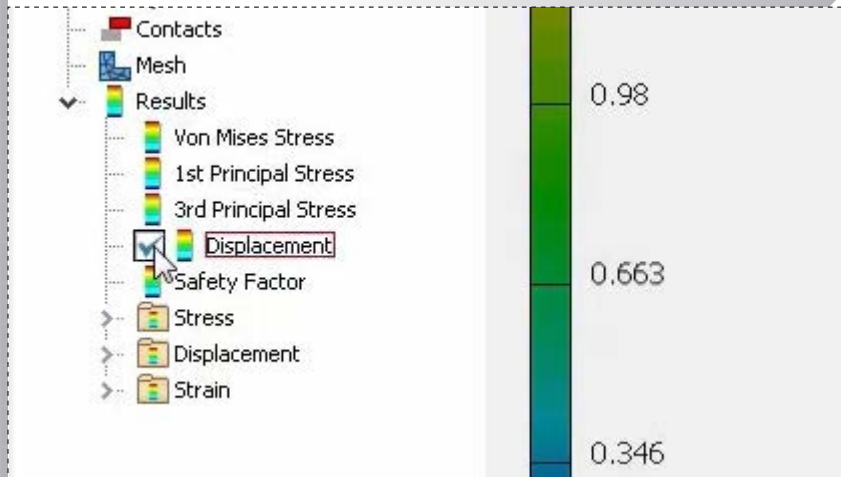 Contacts
Mesh
Results
Von Mises Stress
1st Principal Stress
3rd Principal Stress
Displacement
Safety Factor
Stress
Displacement
Strain
0.98
0.663
0.346